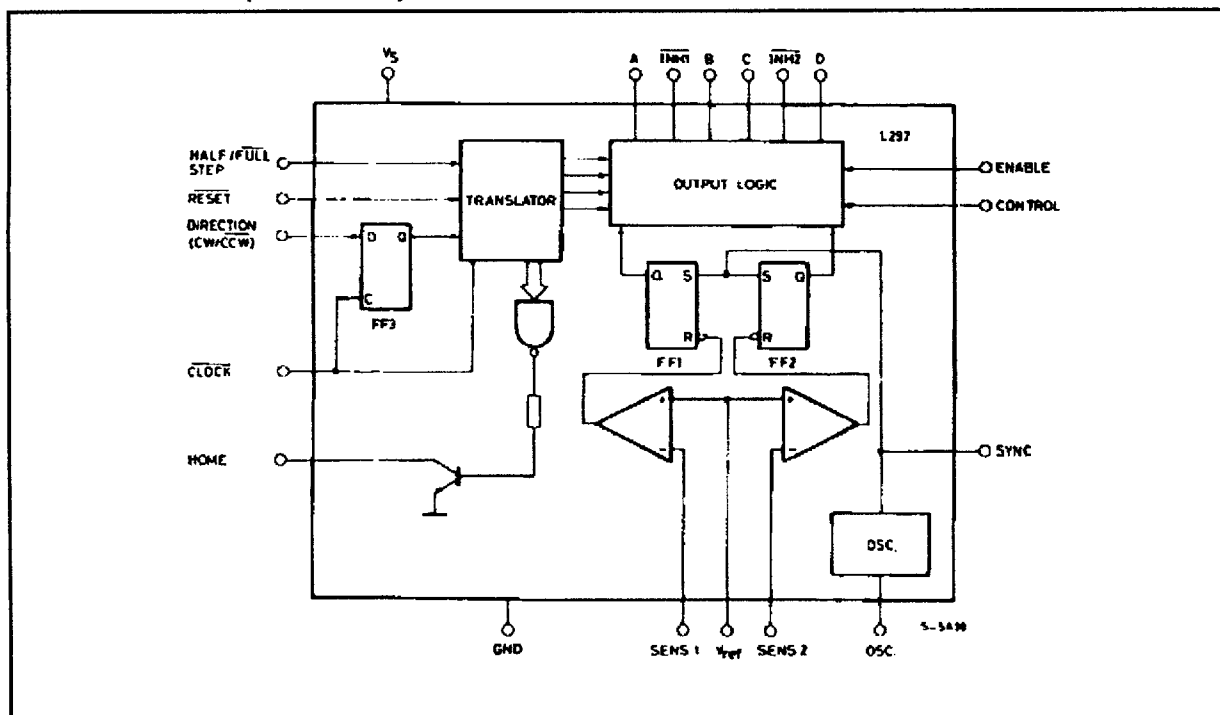 VS
A INH1 B C INH2 D
L297
HALF/FULL
STEP
RESET
DIRECTION
(CW/CCW)
CLOCK
HOME
TRANSLATOR
OUTPUT LOGIC
ENABLE
CONTROL
D Q
C
FF3
Q S
R
FF1
S Q
R
FF2
+ +
- -
SYNC
OSC.
GND
SENS 1 Vref SENS 2 OSC.